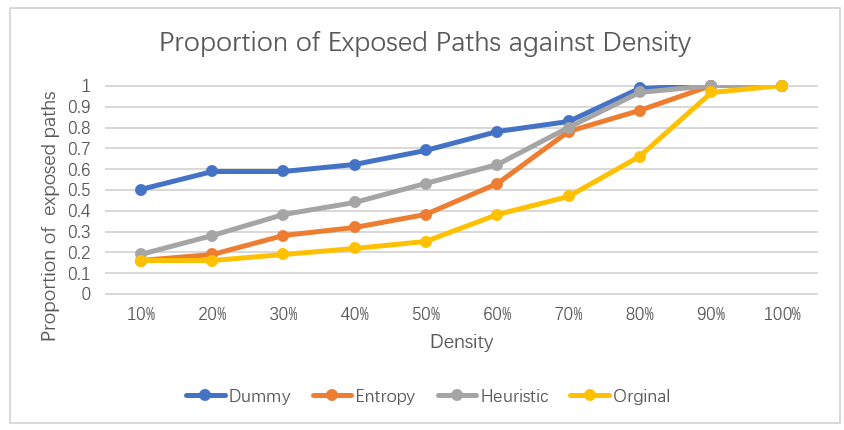 Proportion of Exposed Paths against Density
Proportion of exposed paths
1
0.9
0.8
0.7
0.6
0.5
0.4
0.3
0.2
0.1
0
10% 20% 30% 40% 50% 60% 70% 80% 90% 100%
Density
Dummy Entropy Heuristic Orginal